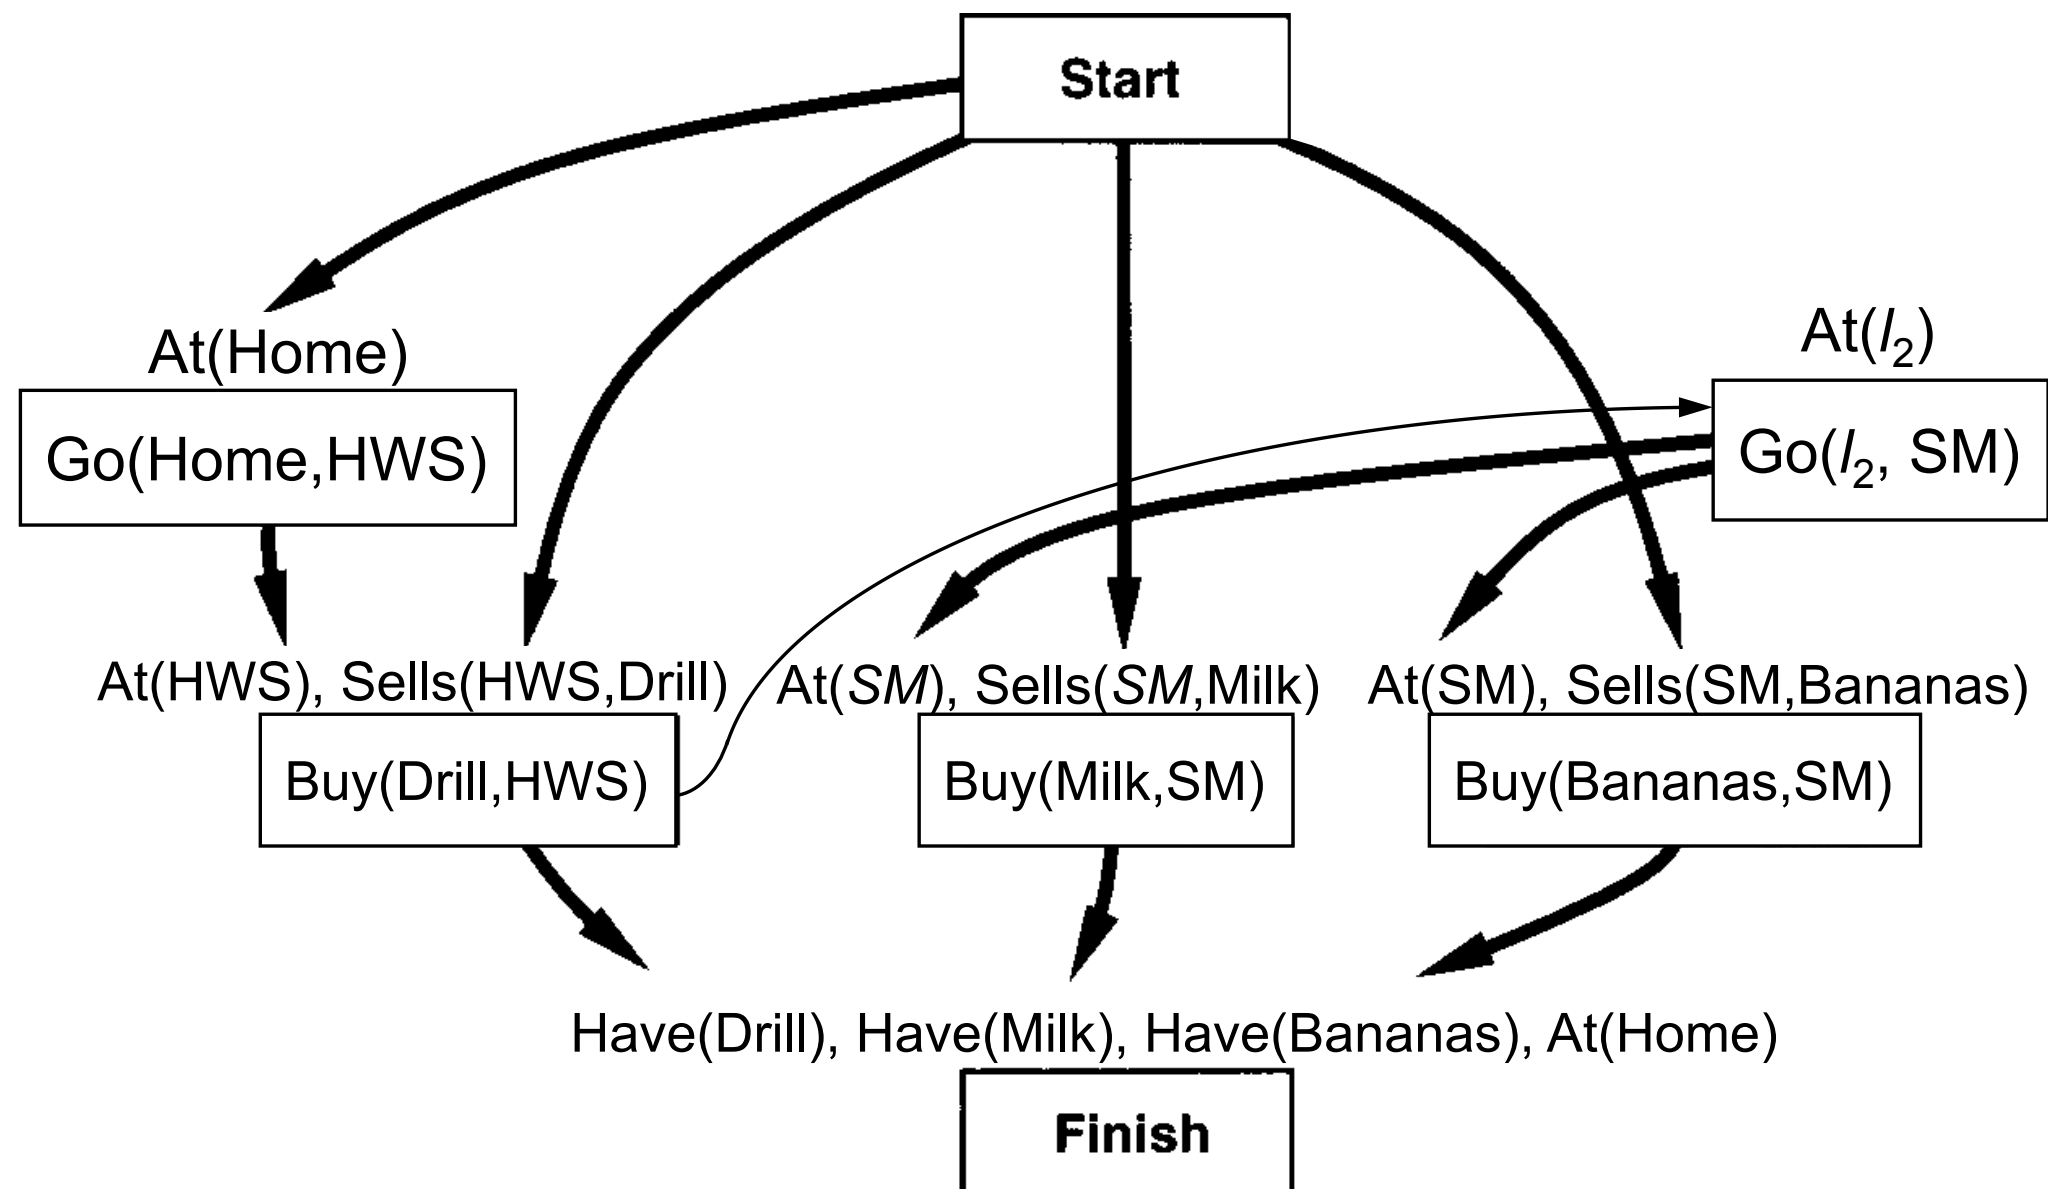 Start
At(Home)
At(l₂)
Go(Home,HWS)
Go(l₂, SM)
At(HWS), Sells(HWS,Drill)
At(SM), Sells(SM,Milk)
At(SM), Sells(SM,Bananas)
Buy(Drill,HWS)
Buy(Milk,SM)
Buy(Bananas,SM)
Have(Drill), Have(Milk), Have(Bananas), At(Home)
Finish